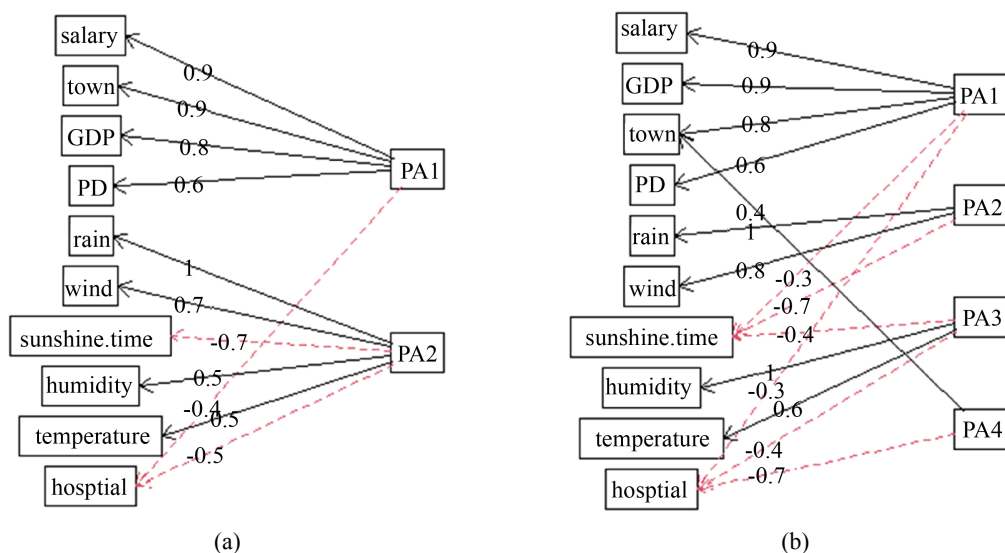 salary
0.9
town
0.9
GDP
0.8
PD
0.6
PA1
rain
1
wind
0.7
sunshine.time
-0.7
PA2
humidity
0.5
-0.4
0.5
temperature
-0.5
hosptial
(a)
salary
0.9
GDP
0.9
PA1
town
0.8
PD
0.6
PA2
rain
0.4
1
wind
0.8
-0.3
-0.7
PA3
sunshine.time
-0.4
humidity
1
-0.3
0.6
PA4
temperature
-0.4
-0.7
hosptial
(b)